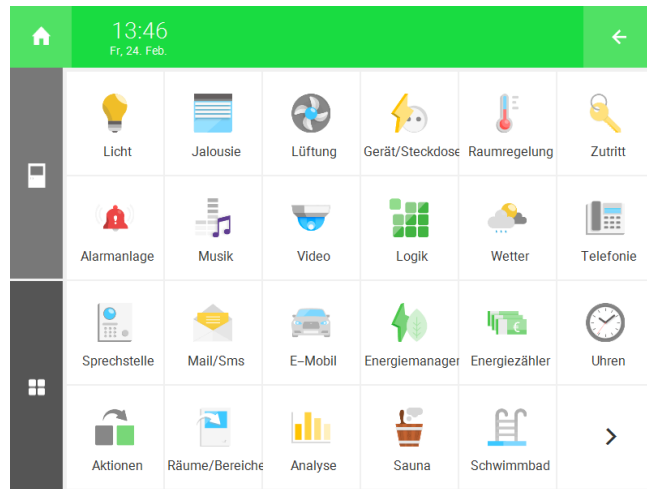 13:46
Fr, 24. Feb.
Licht Jalousie Lüftung Gerät/Steckdose Raumregelung Zutritt
Alarmanlage Musik Video Logik Wetter Telefonie
Sprechstelle Mail/Sms E-Mobil Energiemanager Energiezähler Uhren
Aktionen Räume/Bereiche Analyse Sauna Schwimmbad